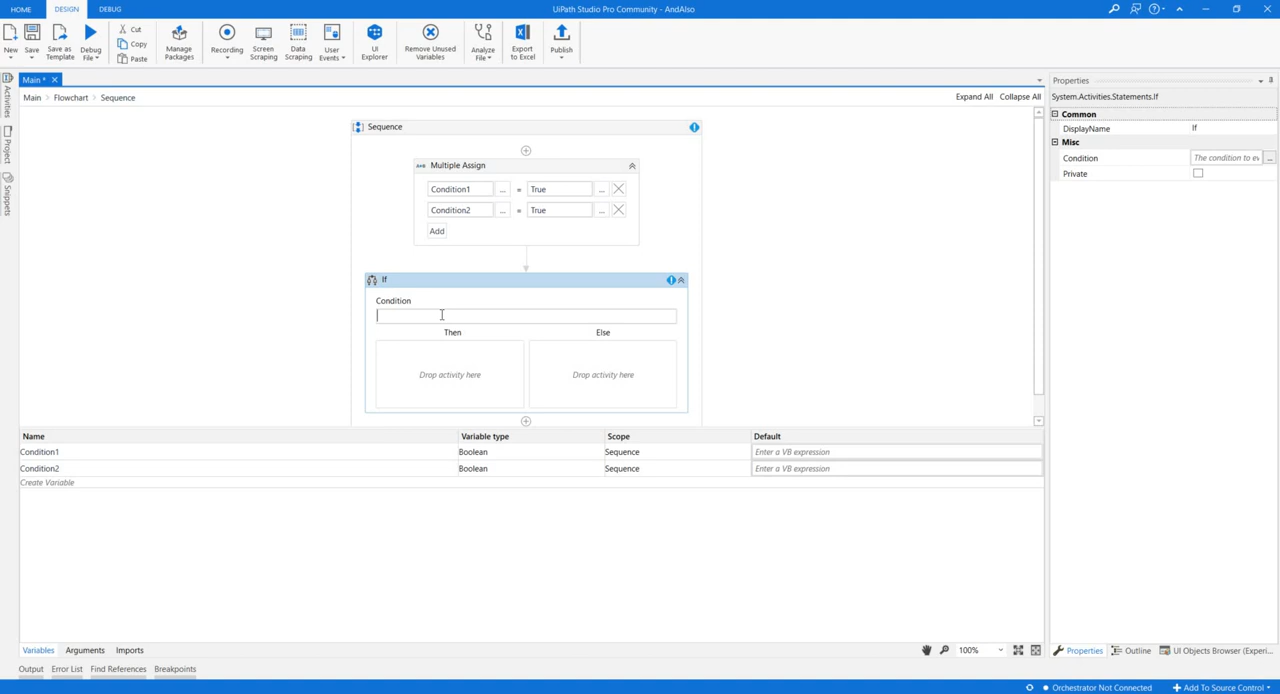 HOME DESIGN DEBUG UiPath Studio Pro Community - AndAlso
New Save Save as Template Debug File Cut Copy Paste Manage Packages Recording Screen Scraping Data Scraping User Events UI Explorer Remove Unused Variables Analyze File Export to Excel Publish
Main * Properties
Main > Flowchart > Sequence Expand All Collapse All System.Activities.Statements.If
Activities
Project
Snippets
Sequence
Multiple Assign
A+B
Condition1 ... = True ...
Condition2 ... = True ...
Add
If
Condition
Then Else
Drop activity here Drop activity here
Common
DisplayName If
Misc
Condition The condition to ev ...
Private
Name Variable type Scope Default
Condition1 Boolean Sequence Enter a VB expression
Condition2 Boolean Sequence Enter a VB expression
Create Variable
Variables Arguments Imports 100% Properties Outline UI Objects Browser (Experi...
Output Error List Find References Breakpoints
Orchestrator Not Connected Add To Source Control